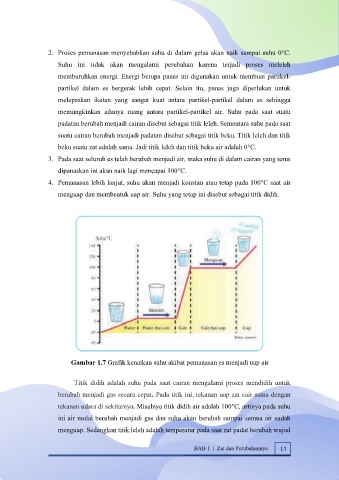 2. Proses pemanasan menyebabkan suhu di dalam gelas akan naik sampai suhu 0°C.
Suhu ini tidak akan mengalami perubahan karena terjadi proses meleleh
membutuhkan energi. Energi berupa panas ini digunakan untuk membuat partikel-
partikel dalam es bergerak lebih cepat. Selain itu, panas juga diperlukan untuk
melepaskan ikatan yang sangat kuat antara partikel-partikel dalam es sehingga
memungkinkan adanya ruang antara partikel-partikel air. Suhu pada saat suatu
padatan berubah menjadi cairan disebut sebagai titik leleh. Sementara suhu pada saat
suatu cairan berubah menjadi padatan disebut sebagai titik beku. Titik leleh dan titik
beku suatu zat adalah sama. Jadi titik leleh dan titik beku air adalah 0°C.
3. Pada saat seluruh es telah berubah menjadi air, maka suhu di dalam cairan yang terus
dipanaskan ini akan naik lagi mencapai 100°C.
4. Pemanasan lebih lanjut, suhu akan menjadi konstan atau tetap pada 100°C saat air
menguap dan membentuk uap air. Suhu yang tetap ini disebut sebagai titik didih.
Suhu°C
140
120
100
80
60
40
20
0
-20
-40
Menguap
Meleleh
Padat
Padat dan cair
Cair
Cair dan uap
Uap
Gambar 1.7 Grafik kenaikan suhu akibat pemanasan es menjadi uap air
Titik didih adalah suhu pada saat cairan mengalami proses mendidih untuk
berubah menjadi gas secara cepat. Pada titik ini, tekanan uap zat cair sama dengan
tekanan udara di sekitarnya. Misalnya titik didih air adalah 100°C, artinya pada suhu
ini air mulai berubah menjadi gas dan suhu akan berubah sampai semua air sudah
menguap. Sedangkan titik leleh adalah temperatur pada saat zat padat berubah wujud
BAB 1 | Zat dan Perubahannya 13